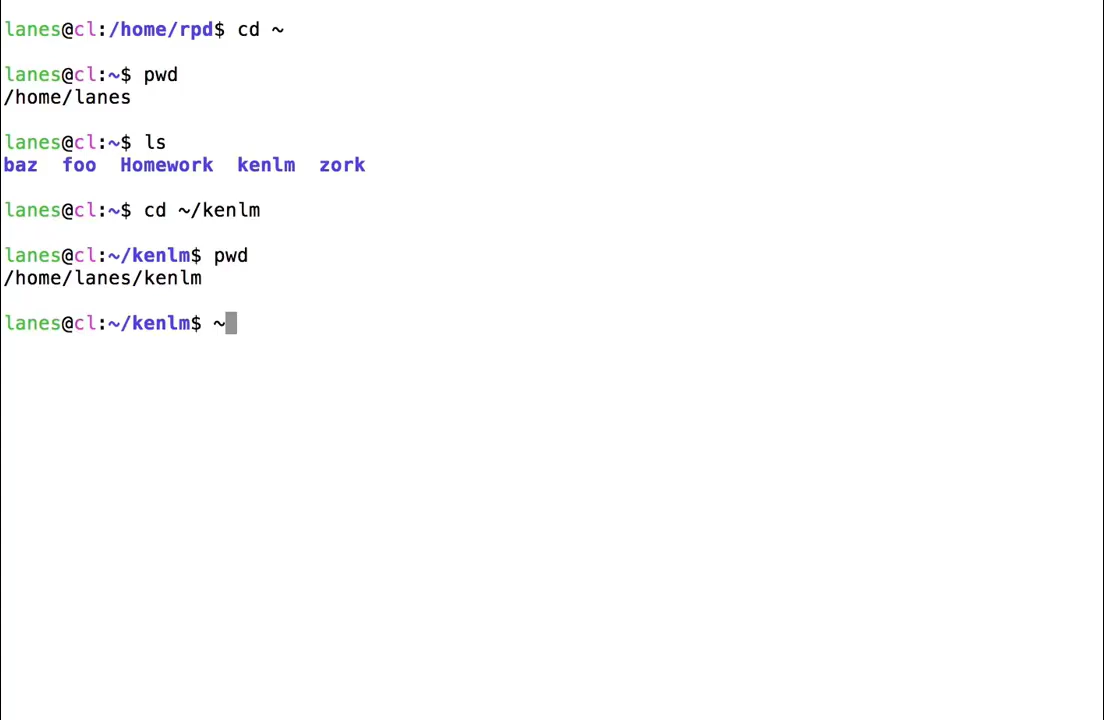 lanes@cl:/home/rpd$ cd ~
lanes@cl:~$ pwd
/home/lanes
lanes@cl:~$ ls
baz  foo  Homework  kenlm  zork
lanes@cl:~$ cd ~/kenlm
lanes@cl:~/kenlm$ pwd
/home/lanes/kenlm
lanes@cl:~/kenlm$ ~